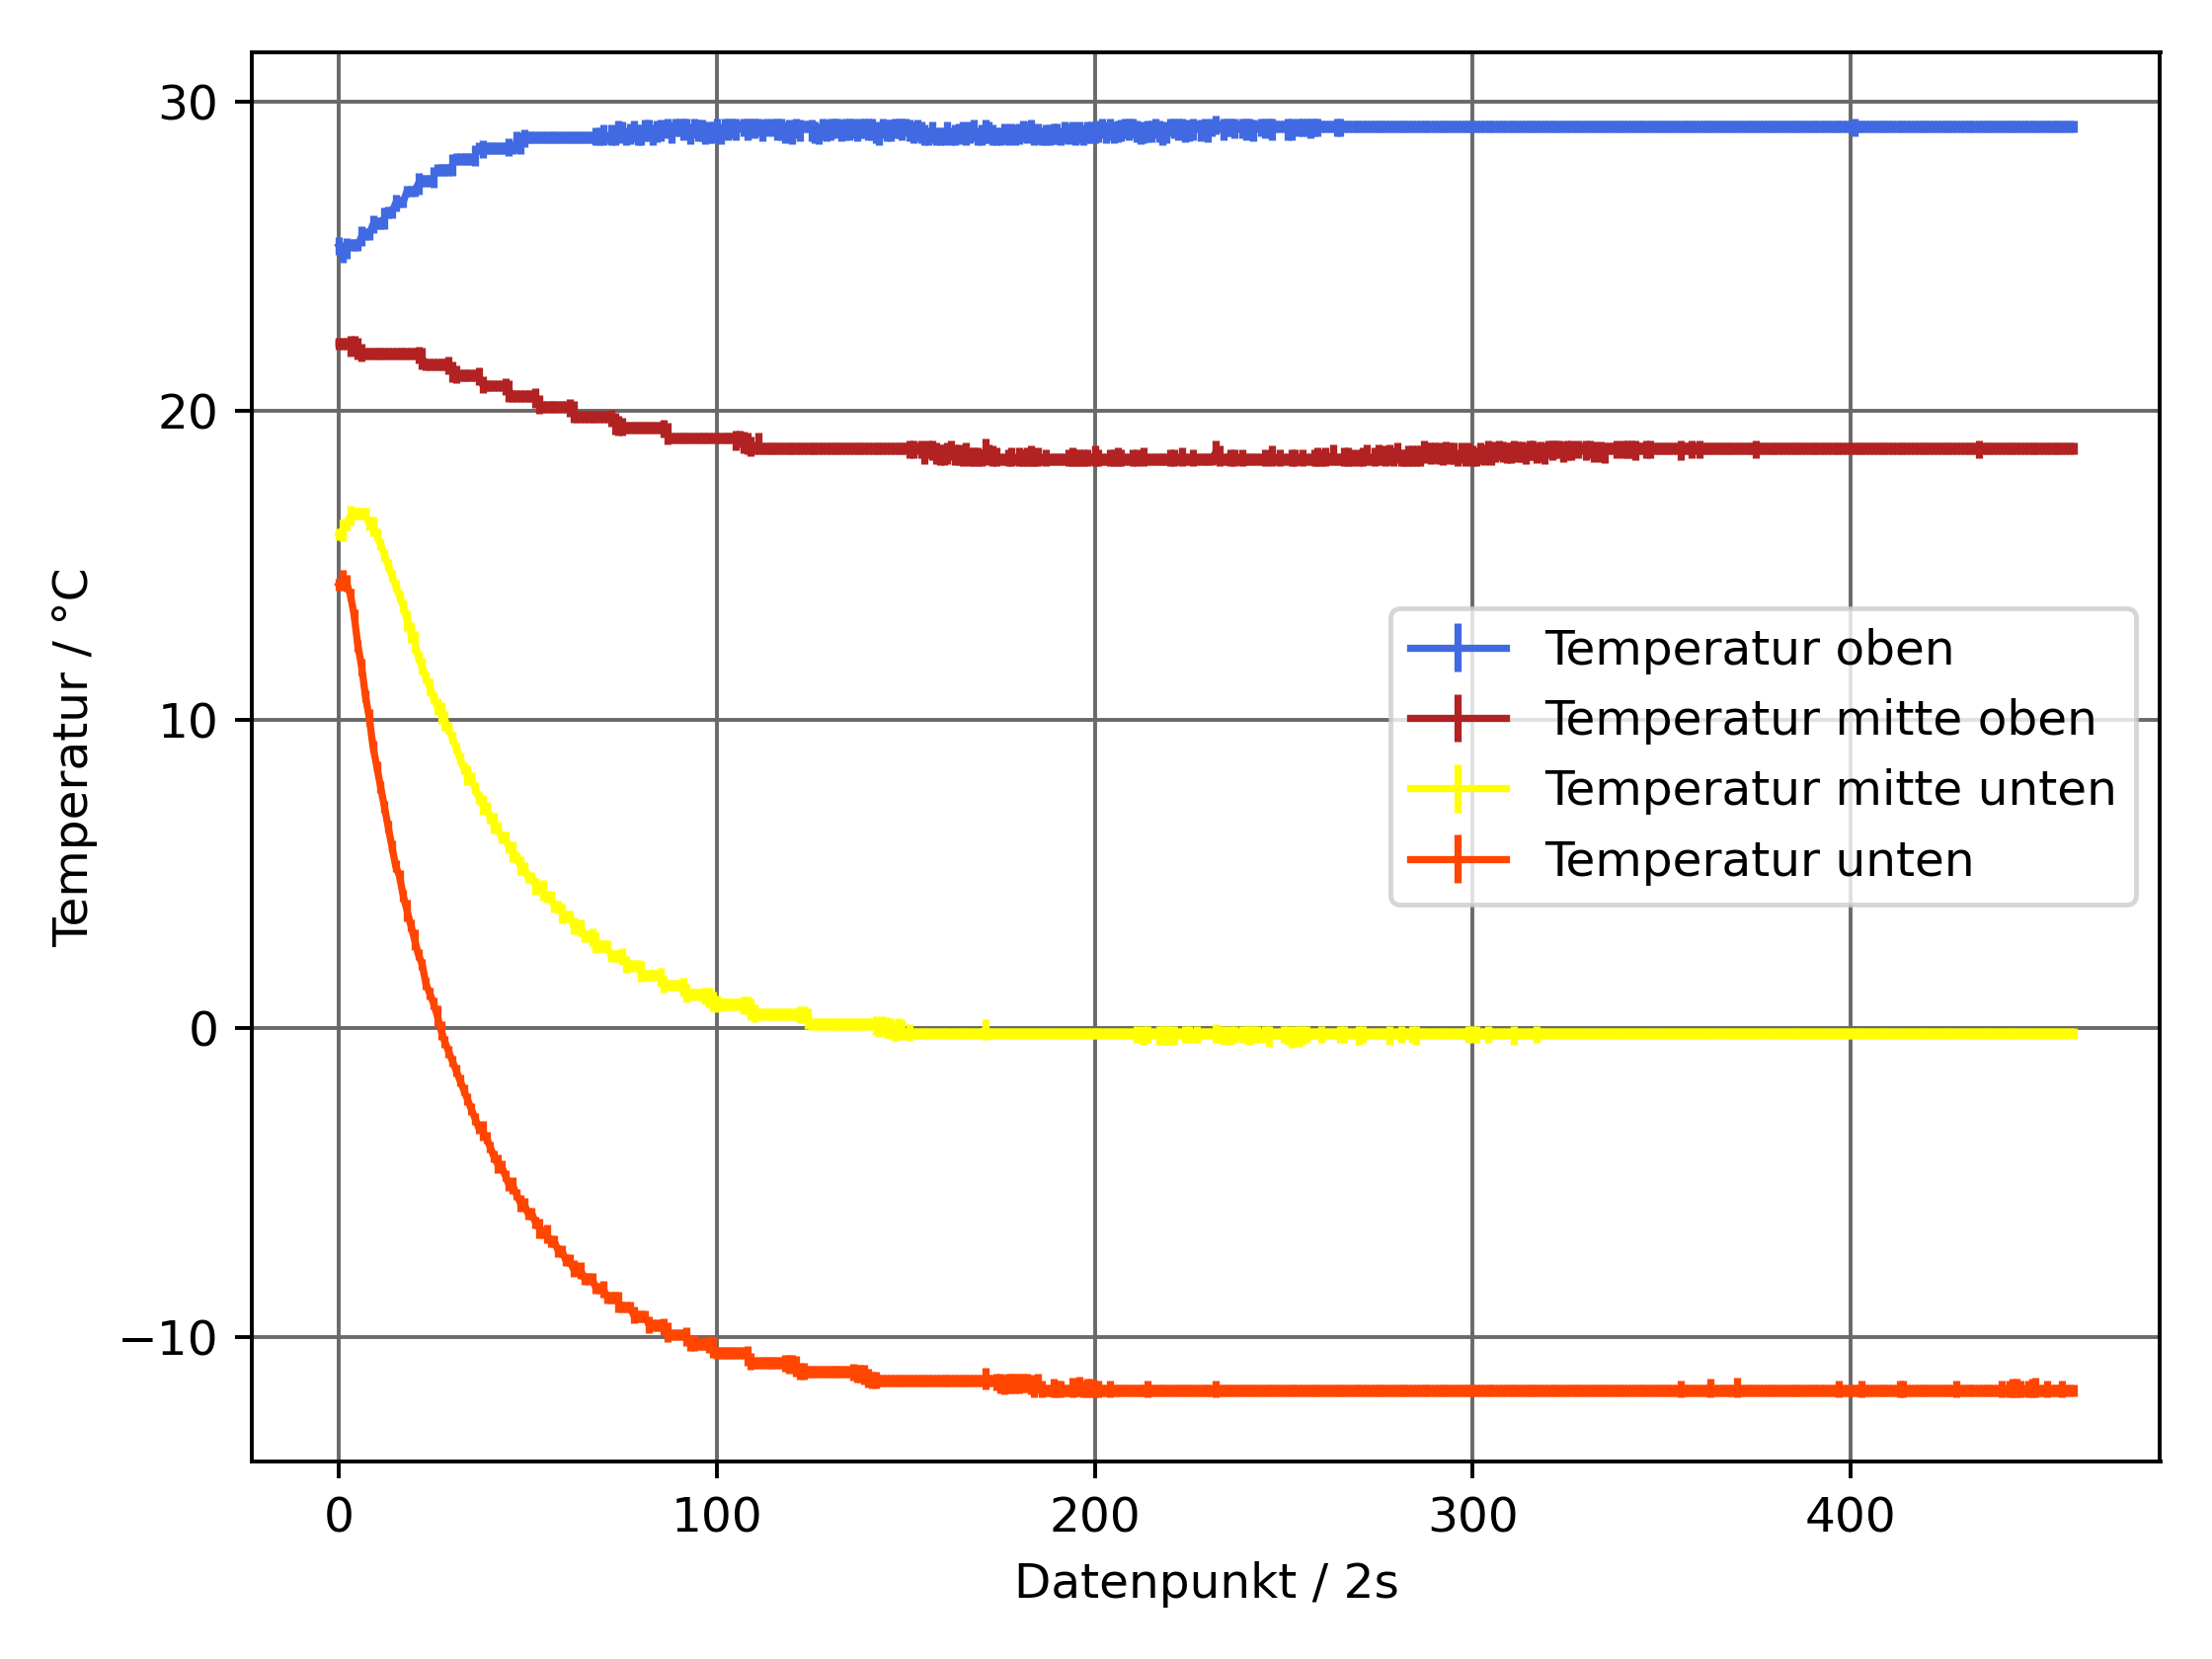 30
20
10
0
−10
Temperatur / °C
Temperatur oben
Temperatur mitte oben
Temperatur mitte unten
Temperatur unten
0 100 200 300 400
Datenpunkt / 2s